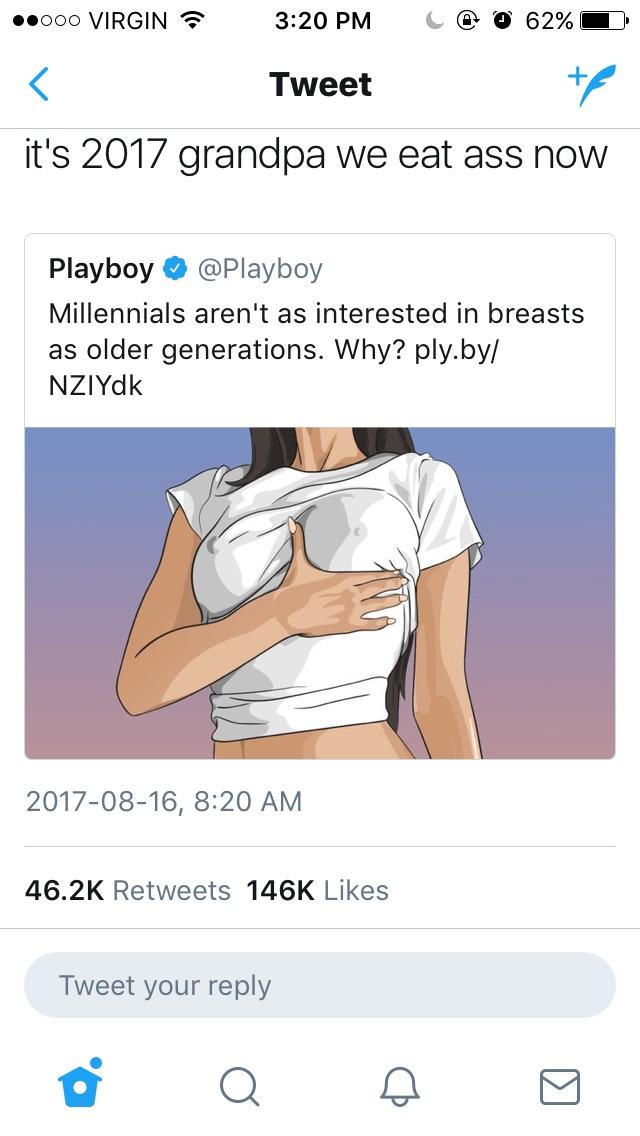 VIRGIN 3:20 PM 62%
Tweet
it's 2017 grandpa we eat ass now
Playboy @Playboy
Millennials aren't as interested in breasts
as older generations. Why? ply.by/
NZIYdk
2017-08-16, 8:20 AM
46.2K Retweets 146K Likes
Tweet your reply